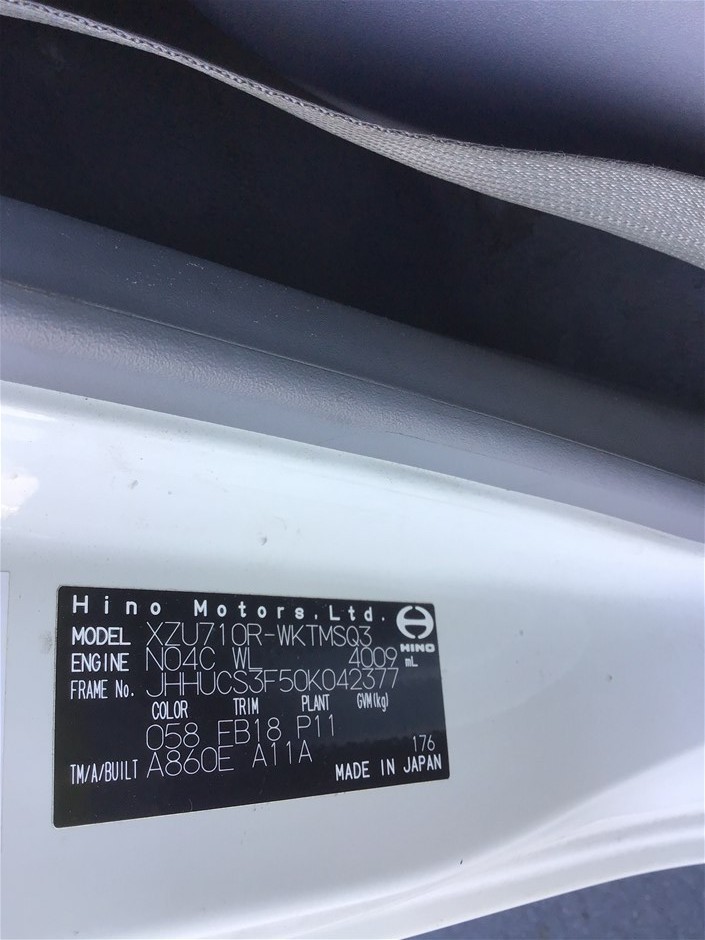 Hino Motors, Ltd.
HINO
MODEL XZU710R-WKTMSQ3
ENGINE N04C WL 4009 mL
FRAME No. JHHUCS3F50K042377
COLOR TRIM PLANT GVM(kg)
058 FB18 P11
TM/A/BUILT A860E A11A 176
MADE IN JAPAN